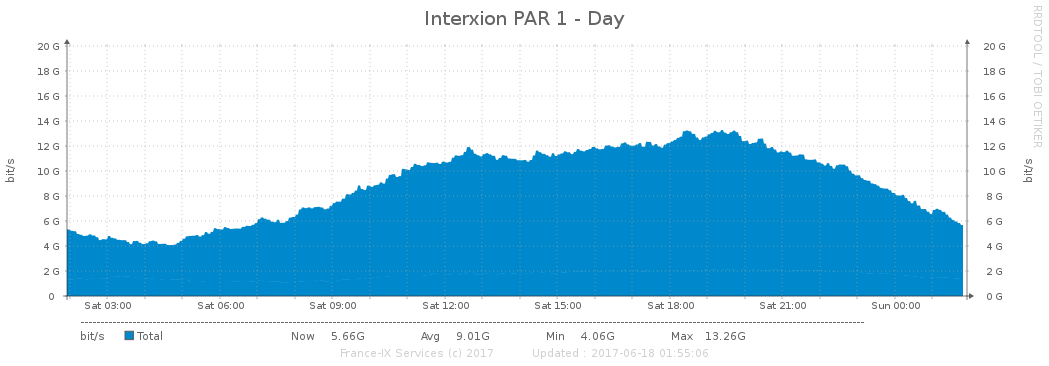 Interxion PAR 1 - Day
RRDTOOL / TOBI OETIKER
bit/s
bit/s
20 G 20 G
18 G 18 G
16 G 16 G
14 G 14 G
12 G 12 G
10 G 10 G
8 G 8 G
6 G 6 G
4 G 4 G
2 G 2 G
0 0 G
Sat 03:00 Sat 06:00 Sat 09:00 Sat 12:00 Sat 15:00 Sat 18:00 Sat 21:00 Sun 00:00
bit/s Total Now 5.66G Avg 9.01G Min 4.06G Max 13.26G
France-IX Services (c) 2017 Updated : 2017-06-18 01:55:06